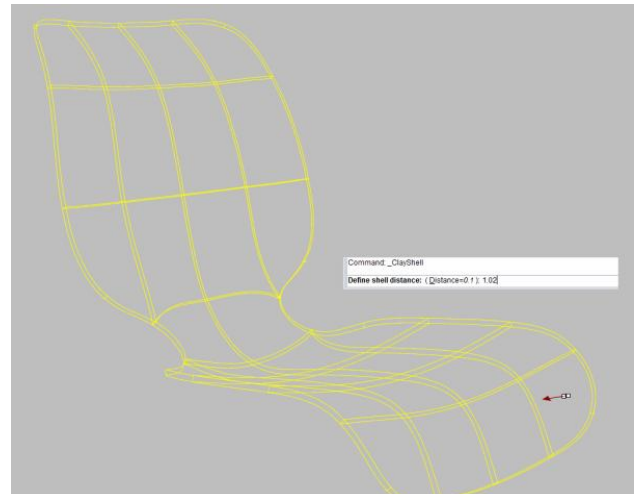 Command: _ClayShell
Define shell distance: ( Distance=0.1 ): 1.02